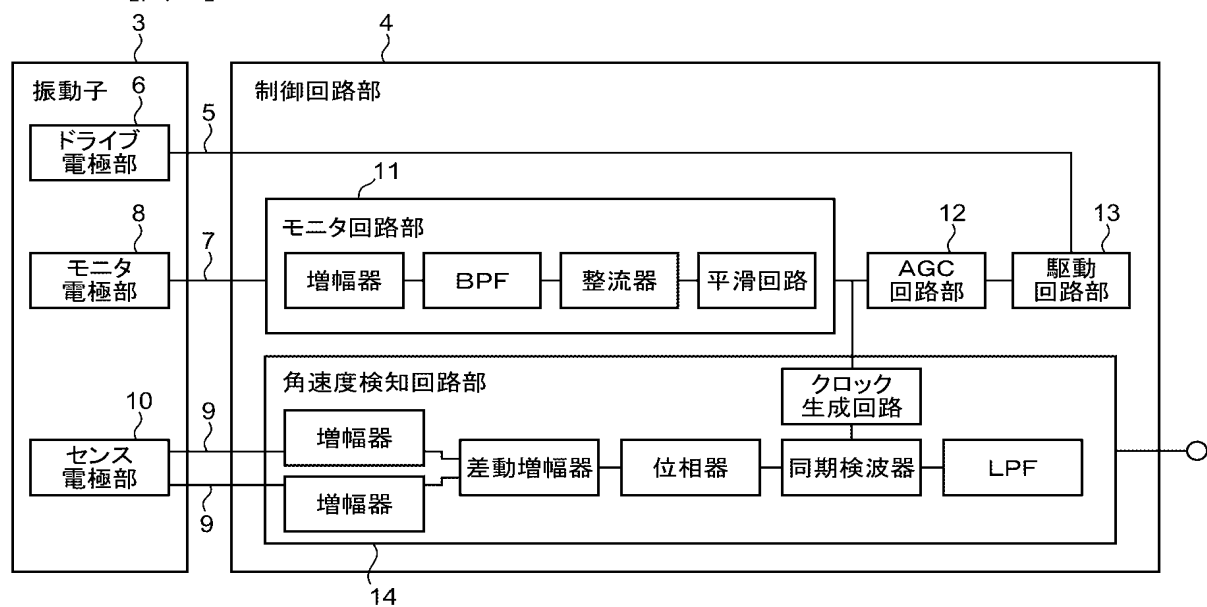 3
4
振動子
制御回路部
6
5
ドライブ
電極部
11
モニタ回路部
8
7
12
13
モニタ
電極部
増幅器
BPF
整流器
平滑回路
AGC
回路部
駆動
回路部
角速度検知回路部
クロック
生成回路
10
9
センス
電極部
増幅器
差動増幅器
位相器
同期検波器
LPF
増幅器
9
14